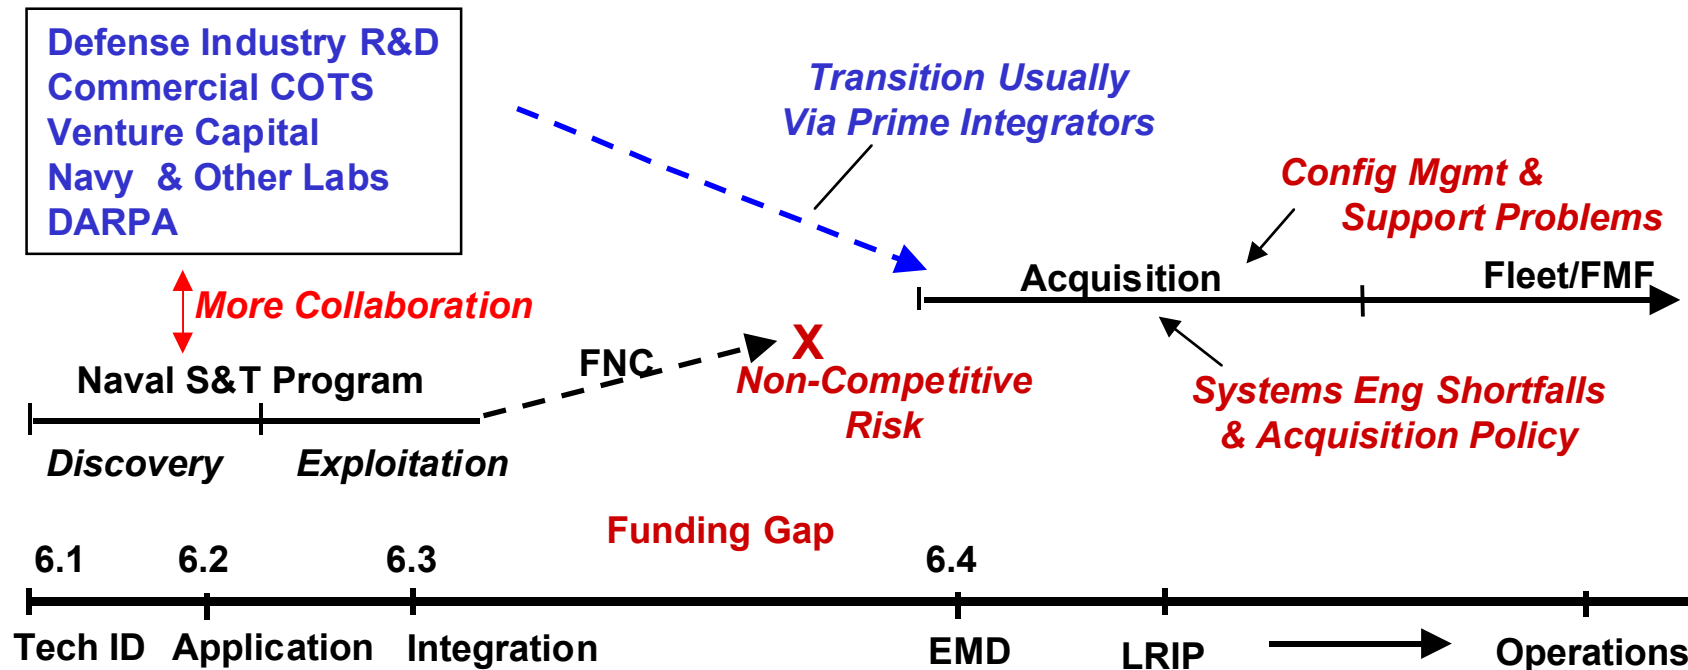 Defense Industry R&D
Commercial COTS
Venture Capital
Navy & Other Labs
DARPA
Transition Usually
Via Prime Integrators
Config Mgmt &
Support Problems
More Collaboration
Acquisition
Fleet/FMF
Naval S&T Program
FNC
X
Non-Competitive
Risk
Systems Eng Shortfalls
& Acquisition Policy
Discovery
Exploitation
Funding Gap
6.1
6.2
6.3
6.4
Tech ID
Application
Integration
EMD
LRIP
Operations